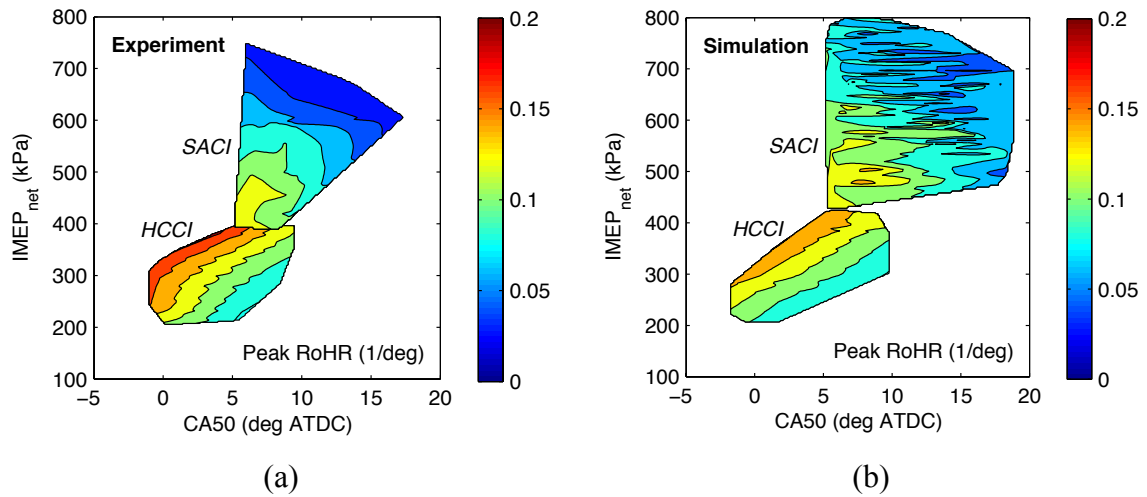 800
700
600
500
400
300
200
100
IMEPnet (kPa)
Experiment
SACI
HCCI
Peak RoHR (1/deg)
−5 0 5 10 15 20
CA50 (deg ATDC)
0.2
0.15
0.1
0.05
0
(a)
800
700
600
500
400
300
200
100
IMEPnet (kPa)
Simulation
SACI
HCCI
Peak RoHR (1/deg)
−5 0 5 10 15 20
CA50 (deg ATDC)
0.2
0.15
0.1
0.05
0
(b)